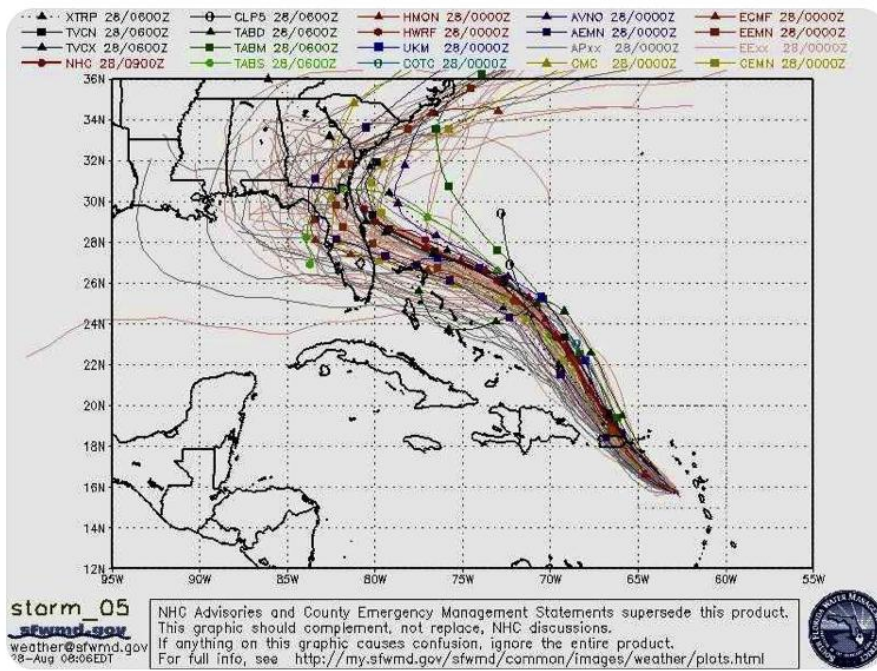 XTRP 28/0600Z CLP5 28/0600Z HMON 28/0000Z AVNO 28/0000Z ECMF 28/0000Z
TVCN 28/0600Z TABD 28/0600Z HWRF 28/0000Z AEMN 28/0000Z EEMN 28/0000Z
TVCX 28/0600Z TABM 28/0600Z UKM 28/0000Z APxx 28/0000Z EExx 28/0000Z
NHC 28/0900Z TABS 28/0600Z COTC 28/0000Z CMC 28/0000Z CEMN 28/0000Z
36N
34N
32N
30N
28N
26N
24N
22N
20N
18N
16N
14N
12N
95W 90W 85W 80W 75W 70W 65W 60W 55W
storm_05
sfwmd.gov
weather@sfwmd.gov
28-Aug 08:06EDT
NHC Advisories and County Emergency Management Statements supersede this product.
This graphic should complement, not replace, NHC discussions.
If anything on this graphic causes confusion, ignore the entire product.
For full info, see http://my.sfwmd.gov/sfwmd/common/images/weather/plots.html